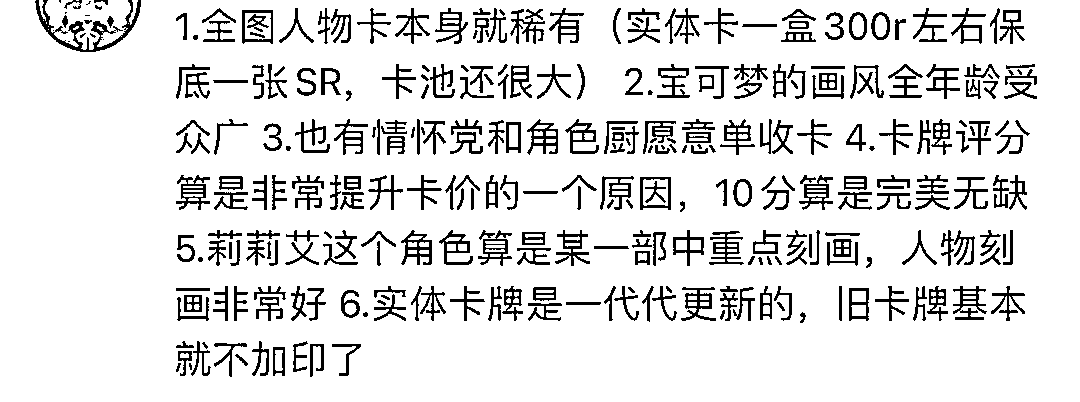 1.全图人物卡本身就稀有（实体卡一盒300r左右保
底一张SR，卡池还很大） 2.宝可梦的画风全年龄受
众广 3.也有情怀党和角色厨愿意单收卡 4.卡牌评分
算是非常提升卡价的一个原因，10分算是完美无缺
5.莉莉艾这个角色算是某一部中重点刻画，人物刻
画非常好 6.实体卡牌是一代代更新的，旧卡牌基本
就不加印了